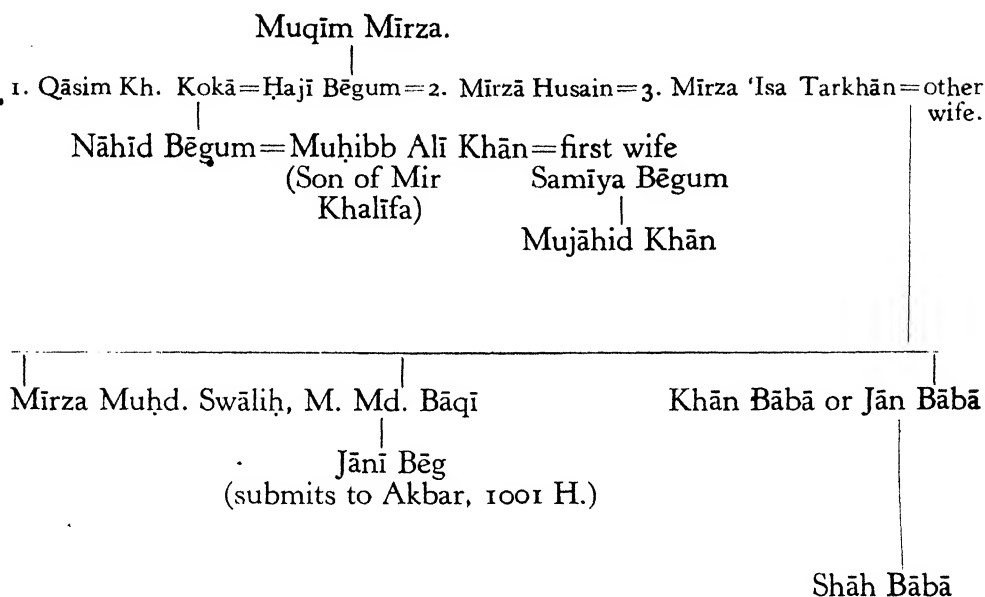 Muqīm Mīrza.
1. Qāsim Kh. Kokā=Ḥajī Bēgum=2. Mīrzā Husain=3. Mīrza ‘Isa Tarkhān=other
wife.
Nāhīd Bēgum=Muḥibb Alī Khān=first wife
(Son of Mir Samīya Bēgum
Khalīfa)
Mujāhid Khān
Mīrza Muḥd. Swāliḥ, M. Md. Bāqī Khān Bābā or Jān Bābā
Jānī Bēg
(submits to Akbar, 1001 H.)
Shāh Bābā